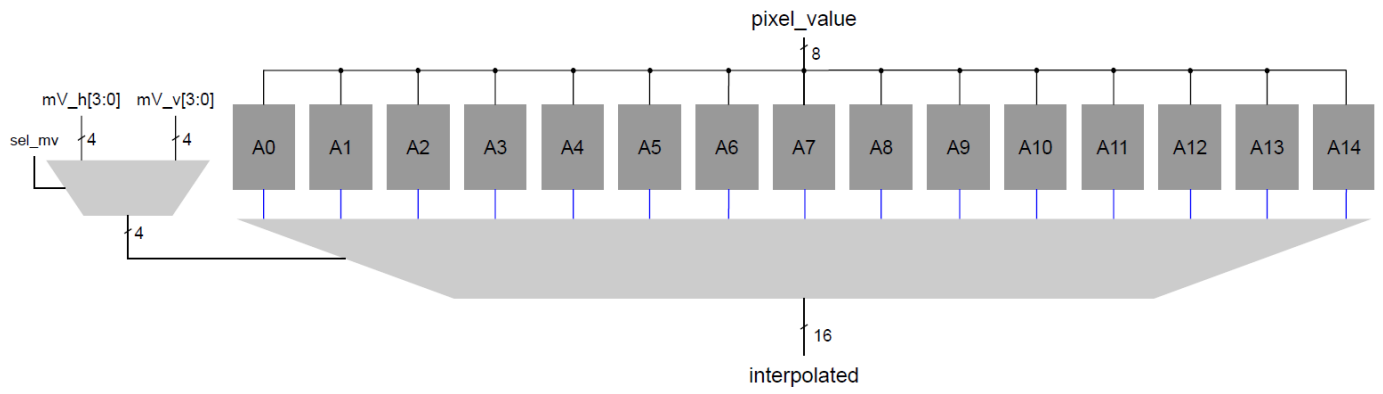 pixel_value
8
mV_h[3:0] mV_v[3:0]
sel_mv
4 4
A0 A1 A2 A3 A4 A5 A6 A7 A8 A9 A10 A11 A12 A13 A14
4
16
interpolated